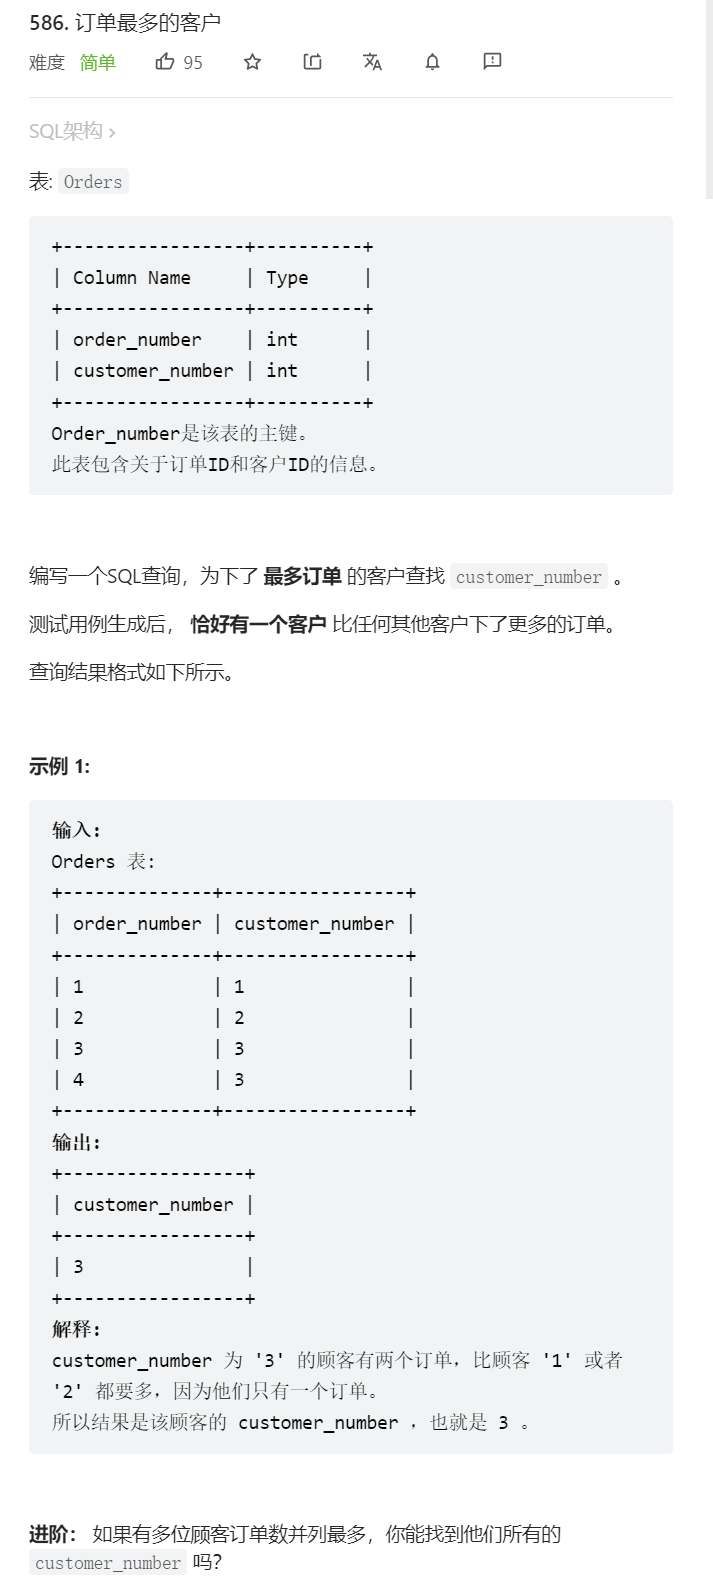 586. 订单最多的客户
难度 简单 95
SQL架构 ›
表: Orders
+-----------------+----------+
| Column Name     | Type     |
+-----------------+----------+
| order_number    | int      |
| customer_number | int      |
+-----------------+----------+
Order_number是该表的主键。
此表包含关于订单ID和客户ID的信息。
编写一个SQL查询，为下了 最多订单 的客户查找 customer_number 。
测试用例生成后， 恰好有一个客户 比任何其他客户下了更多的订单。
查询结果格式如下所示。
示例 1:
输入:
Orders 表:
+--------------+-----------------+
| order_number | customer_number |
+--------------+-----------------+
| 1            | 1               |
| 2            | 2               |
| 3            | 3               |
| 4            | 3               |
+--------------+-----------------+
输出:
+-----------------+
| customer_number |
+-----------------+
| 3               |
+-----------------+
解释:
customer_number 为 '3' 的顾客有两个订单，比顾客 '1' 或者
'2' 都要多，因为他们只有一个订单。
所以结果是该顾客的 customer_number ，也就是 3 。
进阶： 如果有多位顾客订单数并列最多，你能找到他们所有的
customer_number 吗？